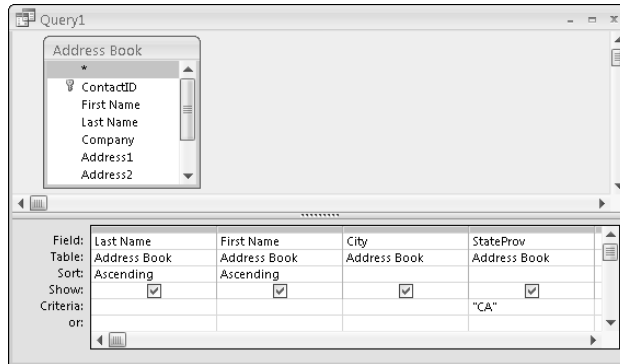 Query1
Address Book
*
ContactID
First Name
Last Name
Company
Address1
Address2
Field: Last Name First Name City StateProv
Table: Address Book Address Book Address Book Address Book
Sort: Ascending Ascending
Show:
Criteria: "CA"
or: